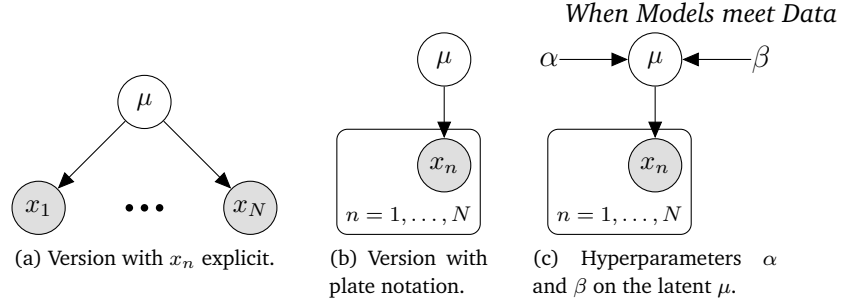 When Models meet Data
μ
x₁ ••• x_N
(a) Version with xₙ explicit.
μ
xₙ
n = 1, . . . , N
(b) Version with
plate notation.
α μ β
xₙ
n = 1, . . . , N
(c) Hyperparameters α
and β on the latent μ.